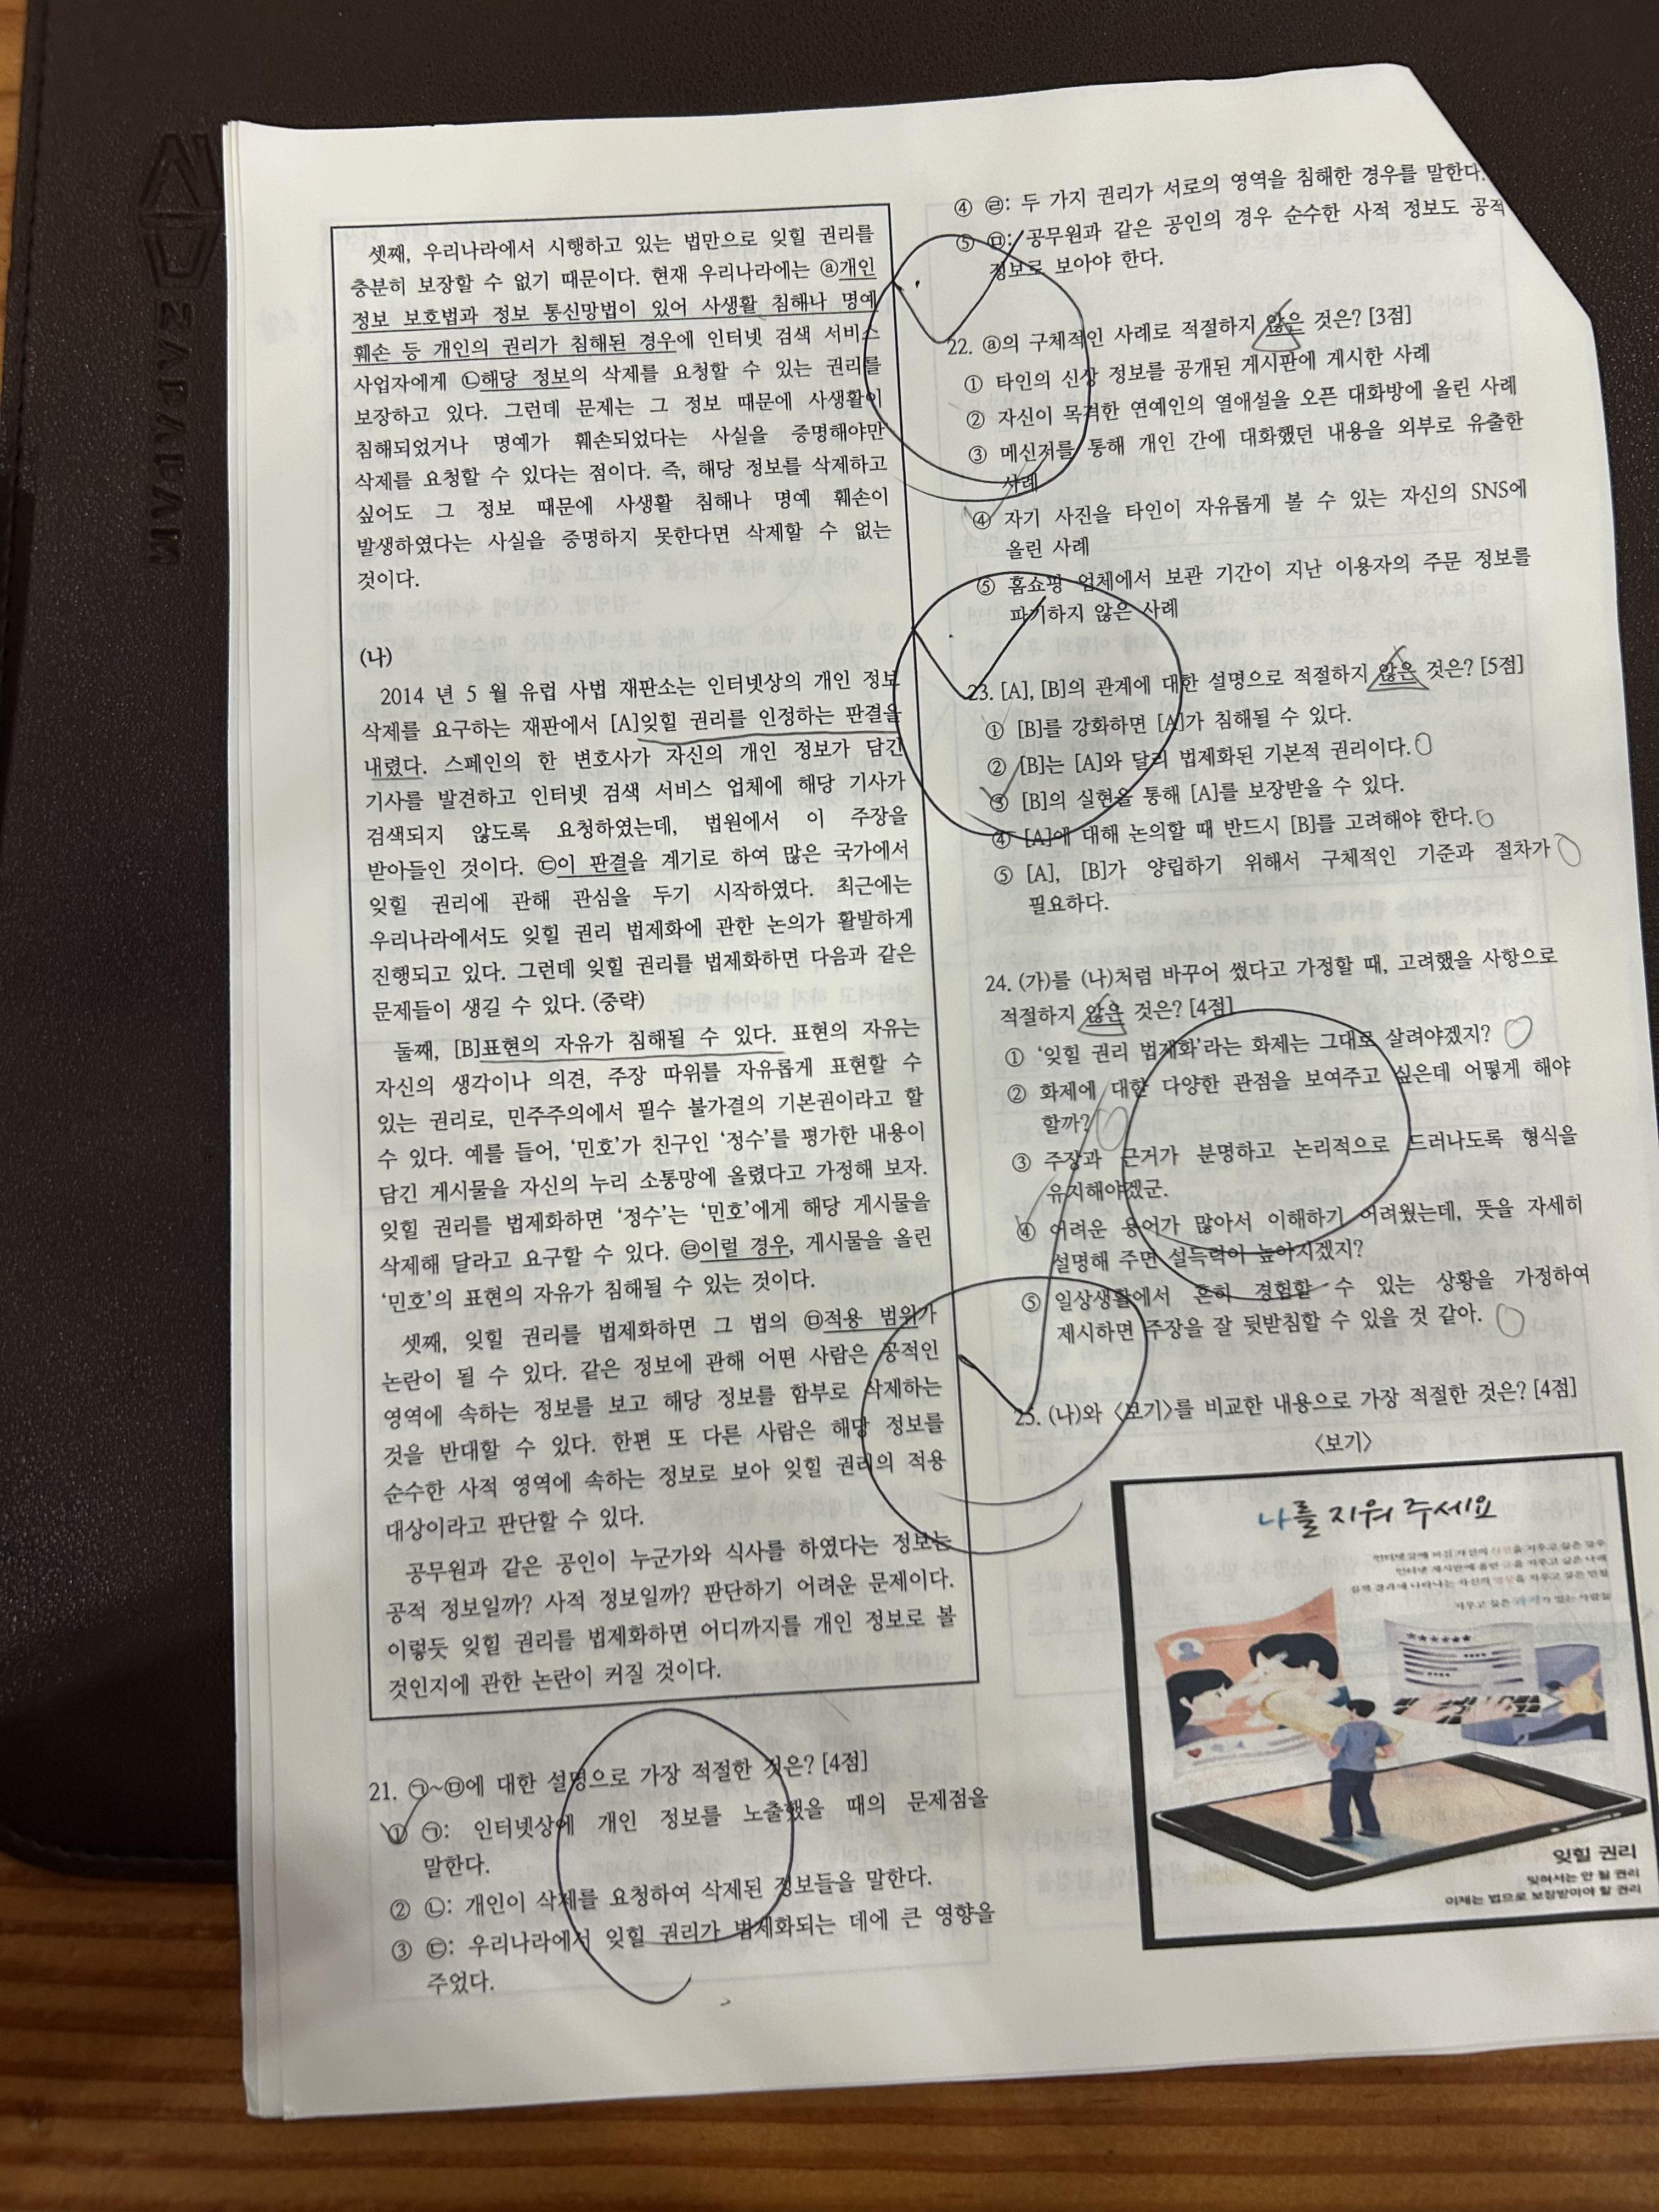 ZAFAFAM
셋째, 우리나라에서 시행하고 있는 법만으로 잊힐 권리를
충분히 보장할 수 없기 때문이다. 현재 우리나라에는 ⓐ개인
정보 보호법과 정보 통신망법이 있어 사생활 침해나 명예
훼손 등 개인의 권리가 침해된 경우에 인터넷 검색 서비스
사업자에게 ㉡해당 정보의 삭제를 요청할 수 있는 권리를
보장하고 있다. 그런데 문제는 그 정보 때문에 사생활이
침해되었거나 명예가 훼손되었다는 사실을 증명해야만
삭제를 요청할 수 있다는 점이다. 즉, 해당 정보를 삭제하고
싶어도 그 정보 때문에 사생활 침해나 명예 훼손이
발생하였다는 사실을 증명하지 못한다면 삭제할 수 없는
것이다.
(나)
2014 년 5 월 유럽 사법 재판소는 인터넷상의 개인 정보
삭제를 요구하는 재판에서 [A]잊힐 권리를 인정하는 판결을
내렸다. 스페인의 한 변호사가 자신의 개인 정보가 담긴
기사를 발견하고 인터넷 검색 서비스 업체에 해당 기사가
검색되지 않도록 요청하였는데, 법원에서 이 주장을
받아들인 것이다. ㉢이 판결을 계기로 하여 많은 국가에서
잊힐 권리에 관해 관심을 두기 시작하였다. 최근에는
우리나라에서도 잊힐 권리 법제화에 관한 논의가 활발하게
진행되고 있다. 그런데 잊힐 권리를 법제화하면 다음과 같은
문제들이 생길 수 있다. (중략)
둘째, [B]표현의 자유가 침해될 수 있다. 표현의 자유는
자신의 생각이나 의견, 주장 따위를 자유롭게 표현할 수
있는 권리로, 민주주의에서 필수 불가결의 기본권이라고 할
수 있다. 예를 들어, ‘민호’가 친구인 ‘정수’를 평가한 내용이
담긴 게시물을 자신의 누리 소통망에 올렸다고 가정해 보자.
잊힐 권리를 법제화하면 ‘정수’는 ‘민호’에게 해당 게시물을
삭제해 달라고 요구할 수 있다. ㉣이럴 경우, 게시물을 올린
‘민호’의 표현의 자유가 침해될 수 있는 것이다.
셋째, 잊힐 권리를 법제화하면 그 법의 ㉤적용 범위가
논란이 될 수 있다. 같은 정보에 관해 어떤 사람은 공적인
영역에 속하는 정보를 보고 해당 정보를 함부로 삭제하는
것을 반대할 수 있다. 한편 또 다른 사람은 해당 정보를
순수한 사적 영역에 속하는 정보로 보아 잊힐 권리의 적용
대상이라고 판단할 수 있다.
공무원과 같은 공인이 누군가와 식사를 하였다는 정보는
공적 정보일까? 사적 정보일까? 판단하기 어려운 문제이다.
이렇듯 잊힐 권리를 법제화하면 어디까지를 개인 정보로 볼
것인지에 관한 논란이 커질 것이다.
21. ㉠~㉤에 대한 설명으로 가장 적절한 것은? [4점]
① ㉠: 인터넷상에 개인 정보를 노출했을 때의 문제점을
말한다.
② ㉡: 개인이 삭제를 요청하여 삭제된 정보들을 말한다.
③ ㉢: 우리나라에서 잊힐 권리가 법제화되는 데에 큰 영향을
주었다.
④ ㉣: 두 가지 권리가 서로의 영역을 침해한 경우를 말한다.
⑤ ㉤: 공무원과 같은 공인의 경우 순수한 사적 정보도 공적
정보로 보아야 한다.
22. ⓐ의 구체적인 사례로 적절하지 않은 것은? [3점]
① 타인의 신상 정보를 공개된 게시판에 게시한 사례
② 자신이 목격한 연예인의 열애설을 오픈 대화방에 올린 사례
③ 메신저를 통해 개인 간에 대화했던 내용을 외부로 유출한
사례
④ 자기 사진을 타인이 자유롭게 볼 수 있는 자신의 SNS에
올린 사례
⑤ 홈쇼핑 업체에서 보관 기간이 지난 이용자의 주문 정보를
파기하지 않은 사례
23. [A], [B]의 관계에 대한 설명으로 적절하지 않은 것은? [5점]
① [B]를 강화하면 [A]가 침해될 수 있다.
② [B]는 [A]와 달리 법제화된 기본적 권리이다.
③ [B]의 실현을 통해 [A]를 보장받을 수 있다.
④ [A]에 대해 논의할 때 반드시 [B]를 고려해야 한다.
⑤ [A], [B]가 양립하기 위해서 구체적인 기준과 절차가
필요하다.
24. (가)를 (나)처럼 바꾸어 썼다고 가정할 때, 고려했을 사항으로
적절하지 않은 것은? [4점]
① ‘잊힐 권리 법제화’라는 화제는 그대로 살려야겠지?
② 화제에 대한 다양한 관점을 보여주고 싶은데 어떻게 해야
할까?
③ 주장과 근거가 분명하고 논리적으로 드러나도록 형식을
유지해야겠군.
④ 어려운 용어가 많아서 이해하기 어려웠는데, 뜻을 자세히
설명해 주면 설득력이 높아지겠지?
⑤ 일상생활에서 흔히 경험할 수 있는 상황을 가정하여
제시하면 주장을 잘 뒷받침할 수 있을 것 같아.
25. (나)와 〈보기〉를 비교한 내용으로 가장 적절한 것은? [4점]
〈보기〉
나를 지워 주세요
잊힐 권리
잊혀서는 안 될 권리
이제는 법으로 보장받아야 할 권리